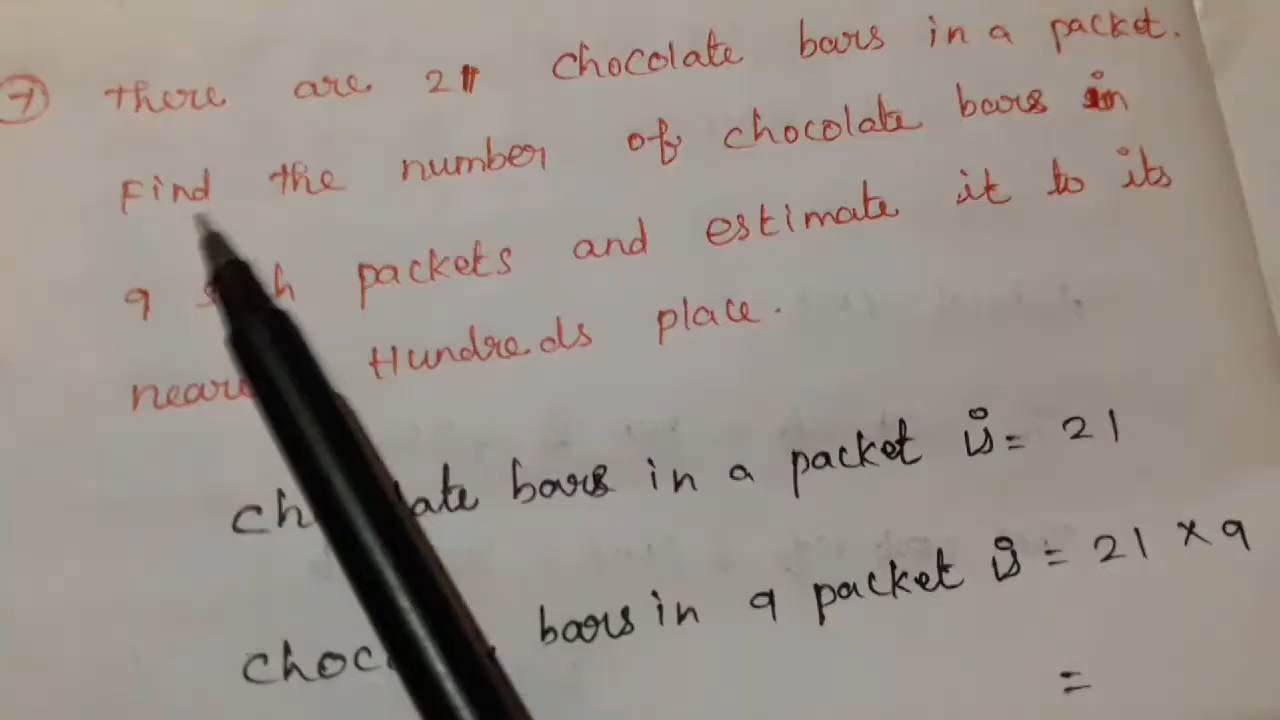 7 There are 21 chocolate bars in a packet.
Find the number of chocolate bars in
9 packets and estimate it to its
Hundreds place.
bars in a packet is = 21
bars in 9 packet is = 21 × 9
=